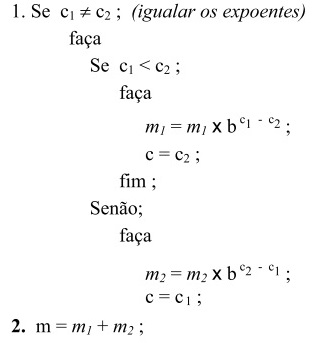 1. Se c₁ ≠ c₂ ; (igualar os expoentes)
faça
Se c₁ < c₂ ;
faça
m₁ = m₁ x b^(c₁ - c₂) ;
c = c₂ ;
fim ;
Senão;
faça
m₂ = m₂ x b^(c₂ - c₁) ;
c = c₁ ;
2. m = m₁ + m₂ ;